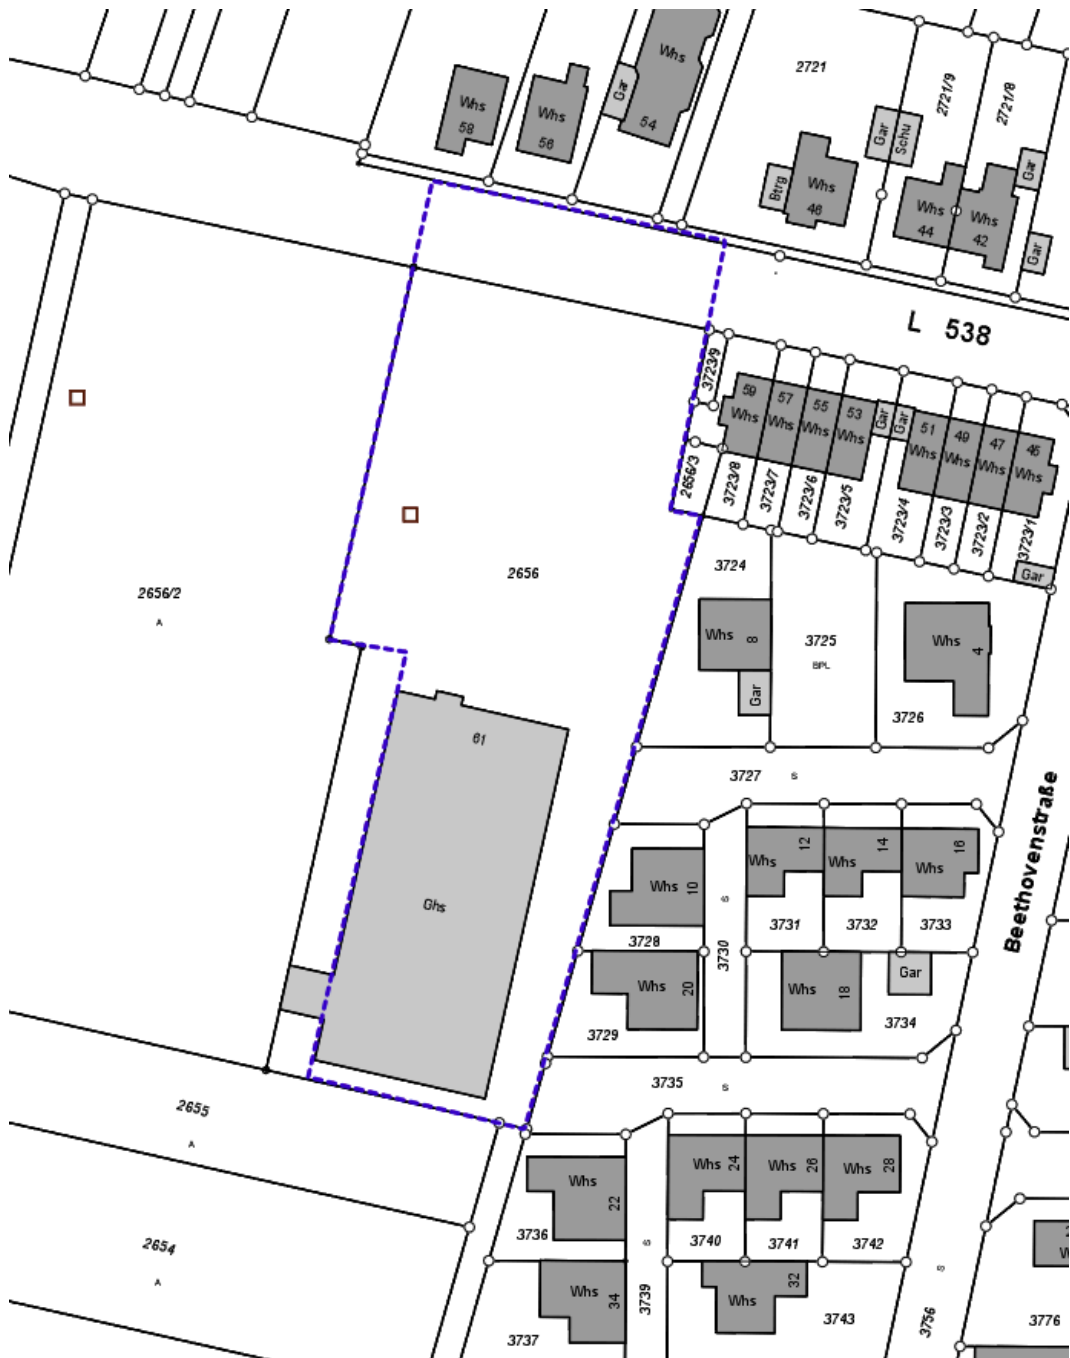 Whs
58
Whs
56
Gar
Whs
54
2721
2721/9
2721/8
Gar
Schu
Btrg
Whs
46
Whs
44
Whs
42
Gar
Gar
L 538
3723/9
59
Whs
57
Whs
55
Whs
53
Whs
Gar
Gar
51
Whs
49
Whs
47
Whs
45
Whs
2656/3
3723/8
3723/7
3723/6
3723/5
3723/4
3723/3
3723/2
3723/1
Gar
2656/2
A
2656
3724
Whs
8
Gar
3725
BPL
Whs
4
3726
3727
S
61
Ghs
Whs
10
3728
S
3730
Whs
12
Whs
14
Whs
16
3731
3732
3733
Whs
20
3729
Whs
18
Gar
3734
Beethovenstraße
3735
S
2655
A
2654
A
Whs
22
3736
Whs
34
3737
S
3739
Whs
24
Whs
26
Whs
28
3740
3741
3742
Whs
32
3743
S
3756
3776